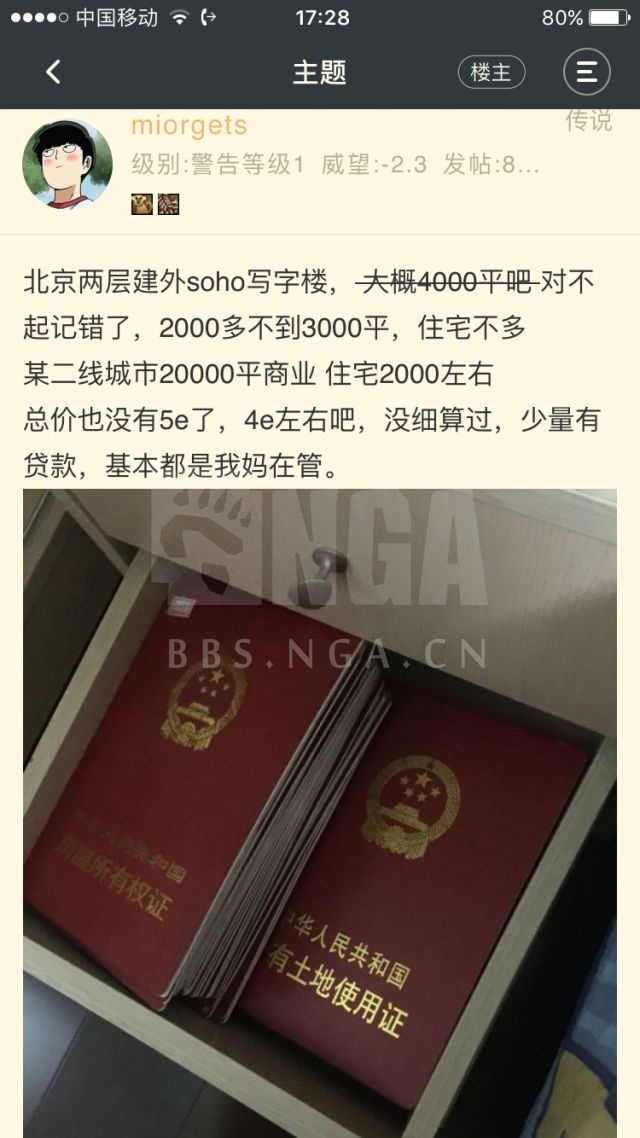 中国移动 17:28 80%
主题 楼主
miorgets 传说
级别:警告等级1 威望:-2.3 发帖:8...
北京两层建外soho写字楼，大概4000平吧 对不
起记错了，2000多不到3000平，住宅不多
某二线城市20000平商业 住宅2000左右
总价也没有5e了，4e左右吧，没细算过，少量有
贷款，基本都是我妈在管。
NGA
BBS.NGA.CN
中华人民共和国
房屋所有权证
中华人民共和国
有土地使用证